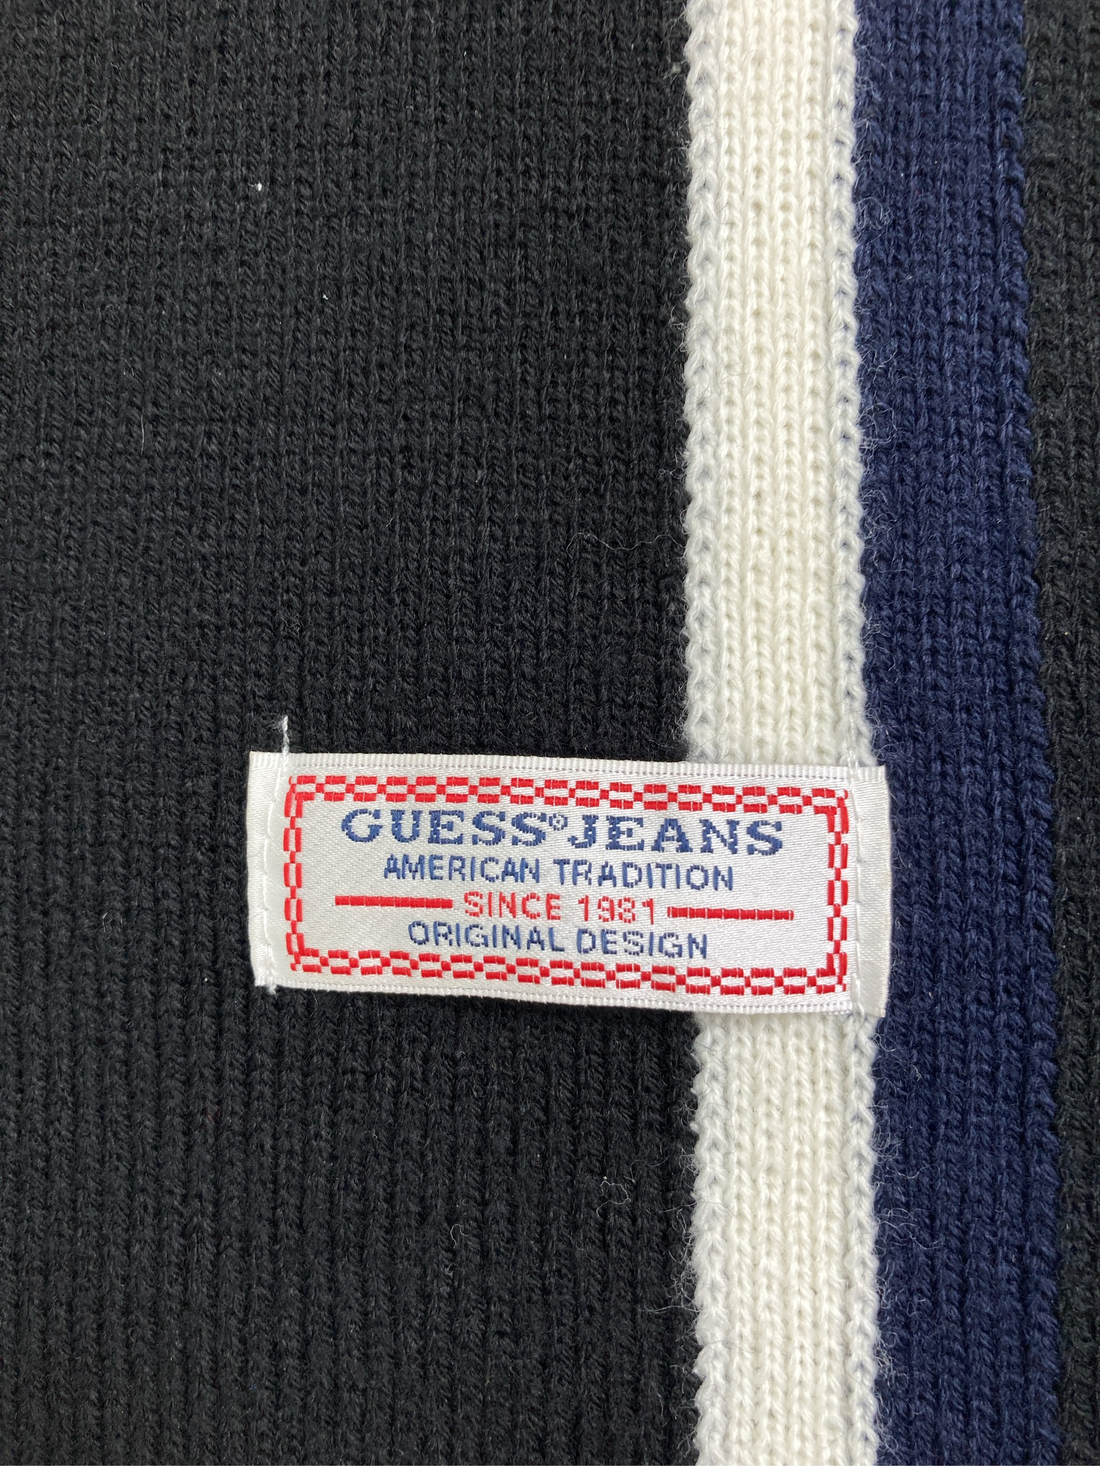 GUESS® JEANS
AMERICAN TRADITION
SINCE 1981
ORIGINAL DESIGN